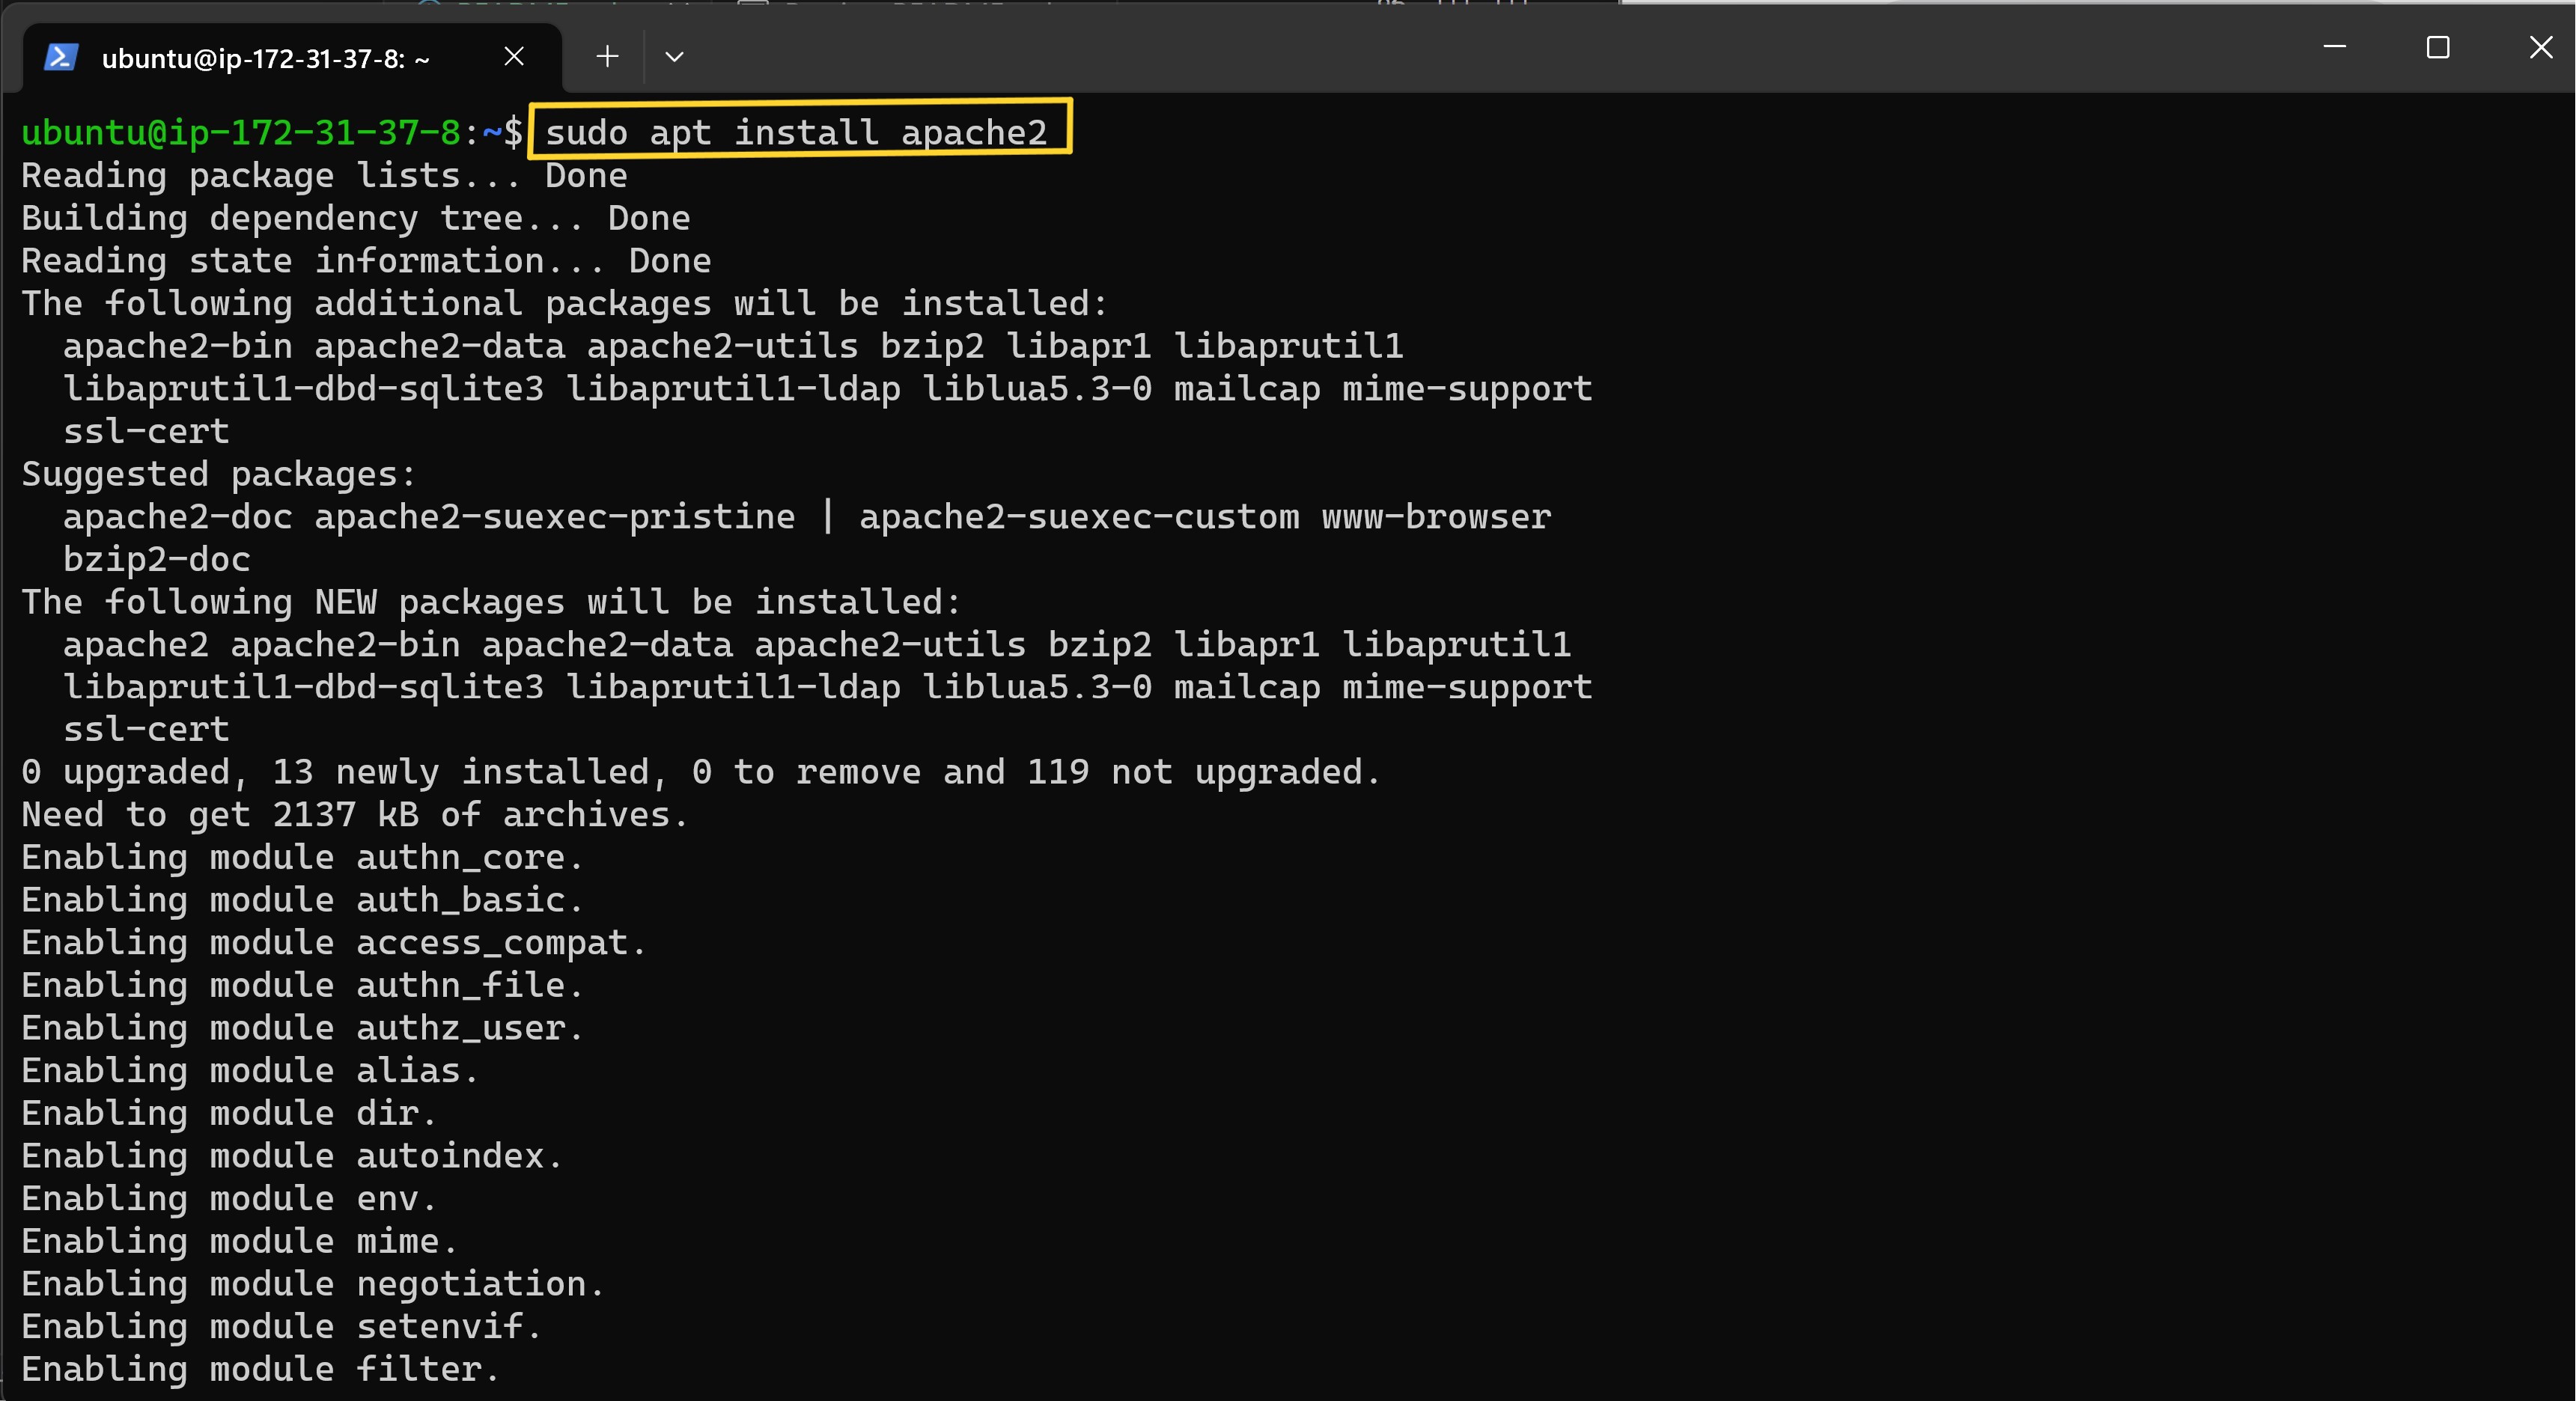 ubuntu@ip-172-31-37-8: ~
ubuntu@ip-172-31-37-8:~$ sudo apt install apache2
Reading package lists... Done
Building dependency tree... Done
Reading state information... Done
The following additional packages will be installed:
  apache2-bin apache2-data apache2-utils bzip2 libapr1 libaprutil1
  libaprutil1-dbd-sqlite3 libaprutil1-ldap liblua5.3-0 mailcap mime-support
  ssl-cert
Suggested packages:
  apache2-doc apache2-suexec-pristine | apache2-suexec-custom www-browser
  bzip2-doc
The following NEW packages will be installed:
  apache2 apache2-bin apache2-data apache2-utils bzip2 libapr1 libaprutil1
  libaprutil1-dbd-sqlite3 libaprutil1-ldap liblua5.3-0 mailcap mime-support
  ssl-cert
0 upgraded, 13 newly installed, 0 to remove and 119 not upgraded.
Need to get 2137 kB of archives.
Enabling module authn_core.
Enabling module auth_basic.
Enabling module access_compat.
Enabling module authn_file.
Enabling module authz_user.
Enabling module alias.
Enabling module dir.
Enabling module autoindex.
Enabling module env.
Enabling module mime.
Enabling module negotiation.
Enabling module setenvif.
Enabling module filter.